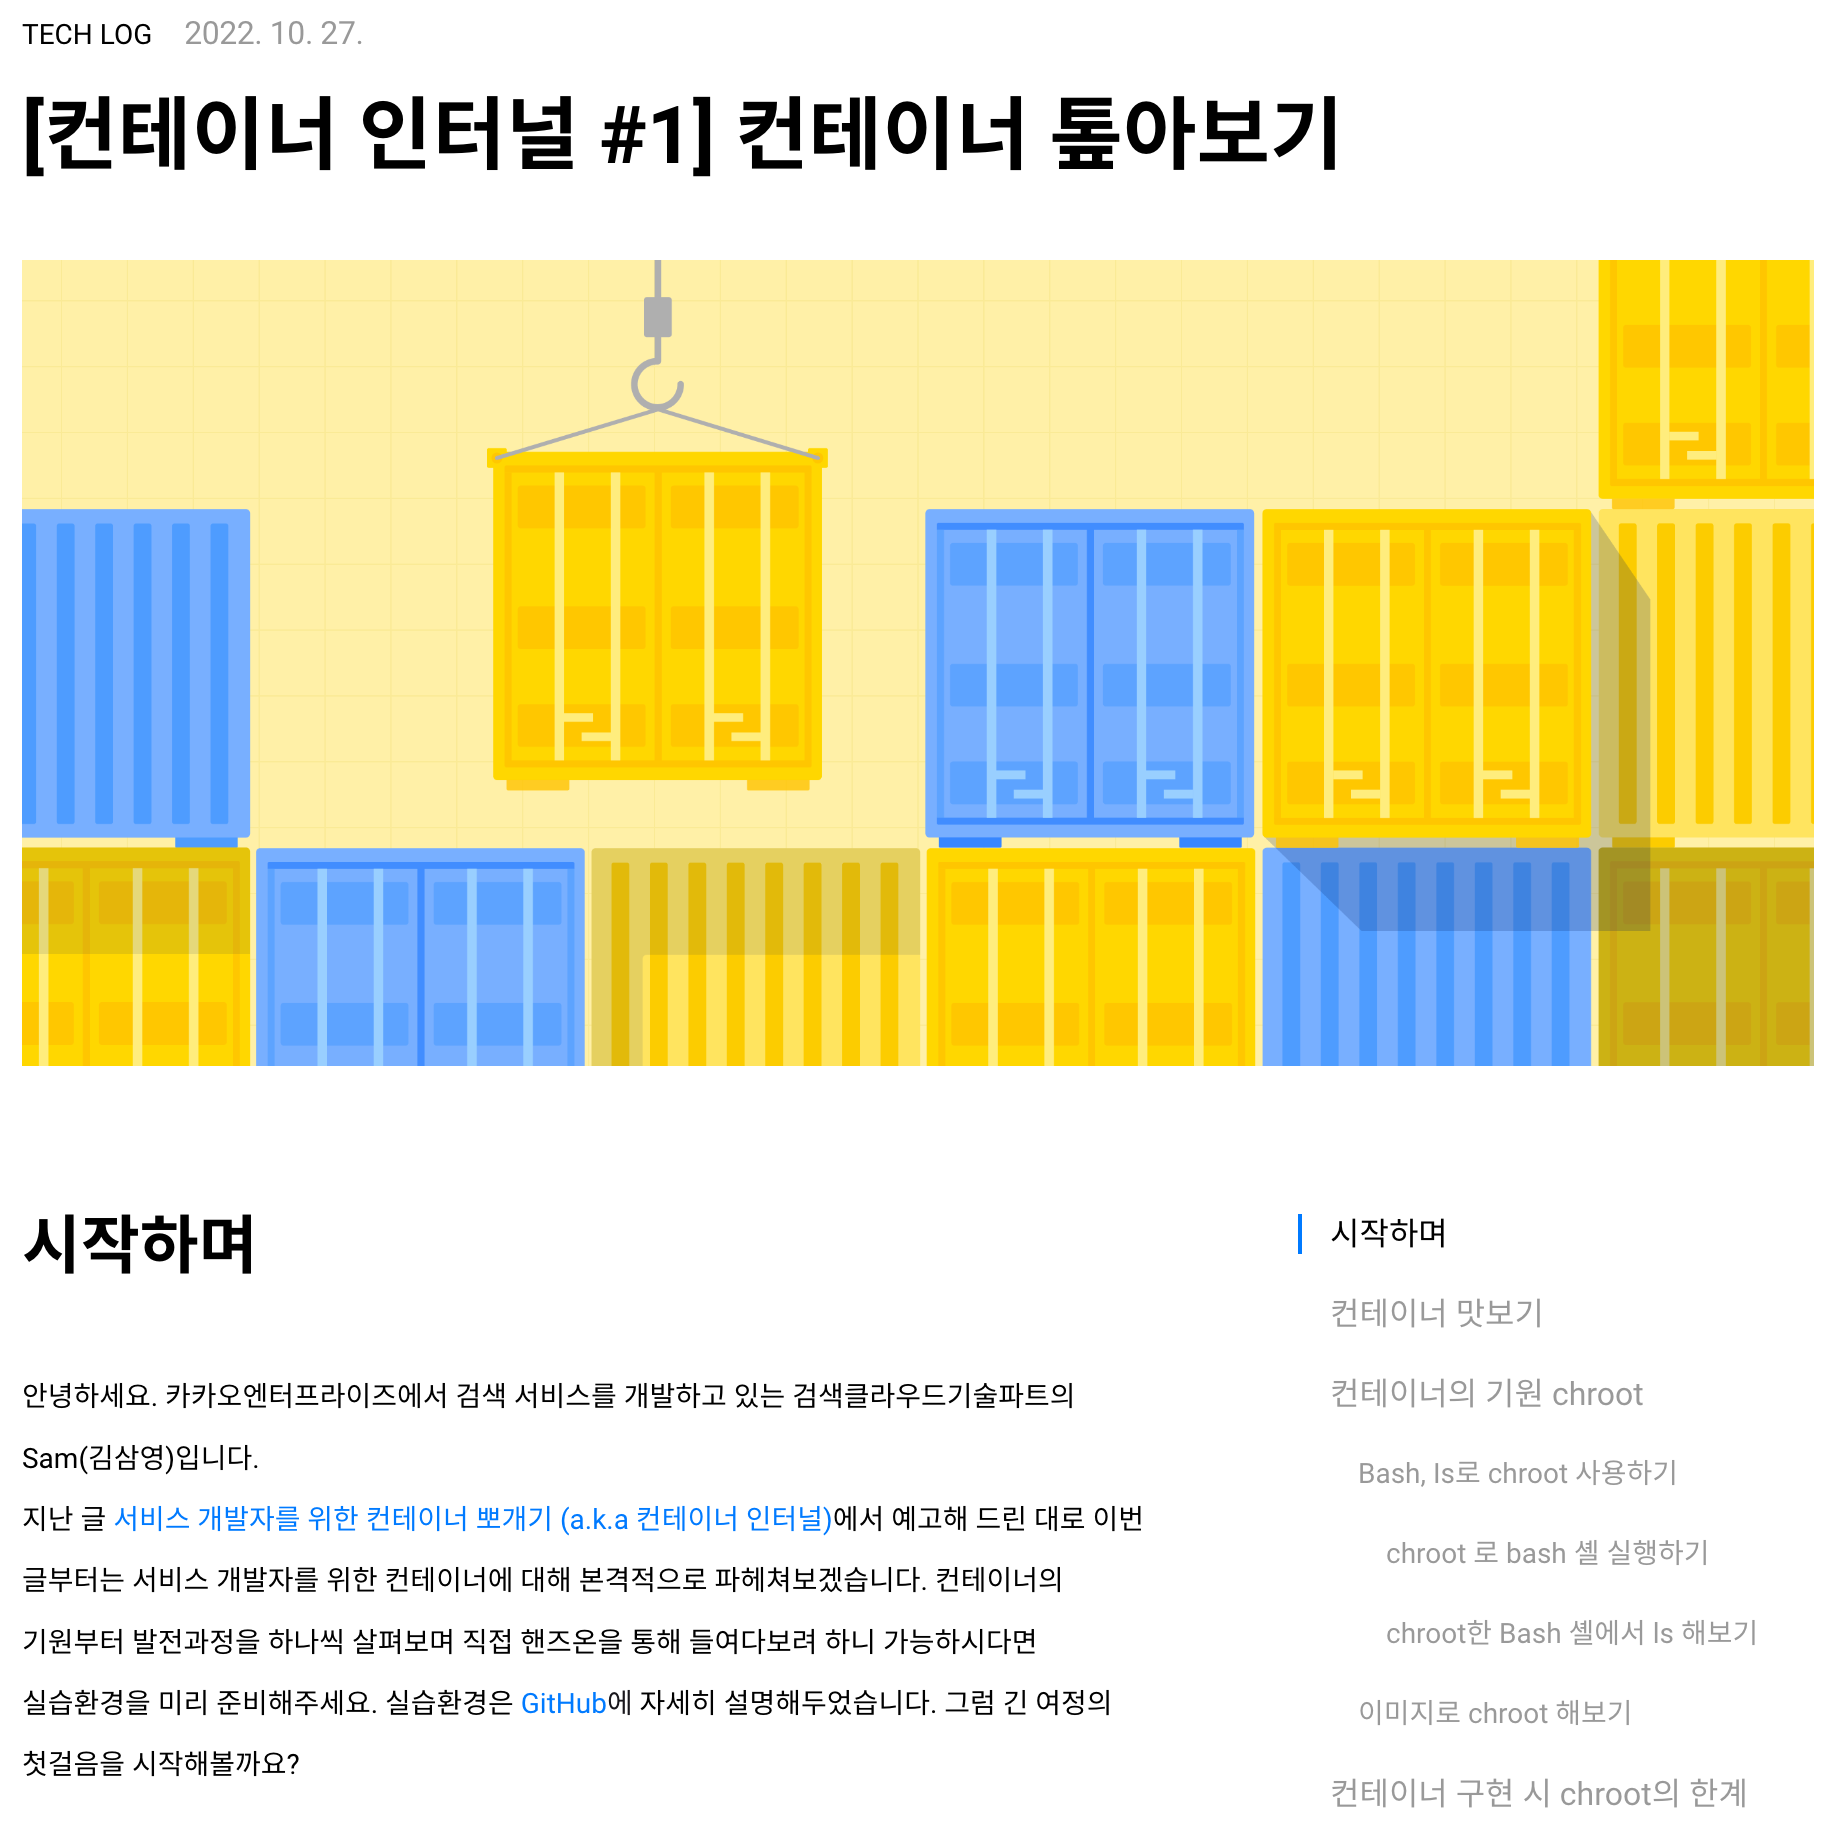 TECH LOG 2022. 10. 27.
[컨테이너 인터널 #1] 컨테이너 톺아보기
시작하며
안녕하세요. 카카오엔터프라이즈에서 검색 서비스를 개발하고 있는 검색클라우드기술파트의
Sam(김삼영)입니다.
지난 글 서비스 개발자를 위한 컨테이너 뽀개기 (a.k.a 컨테이너 인터널)에서 예고해 드린 대로 이번
글부터는 서비스 개발자를 위한 컨테이너에 대해 본격적으로 파헤쳐보겠습니다. 컨테이너의
기원부터 발전과정을 하나씩 살펴보며 직접 핸즈온을 통해 들여다보려 하니 가능하시다면
실습환경을 미리 준비해주세요. 실습환경은 GitHub에 자세히 설명해두었습니다. 그럼 긴 여정의
첫걸음을 시작해볼까요?
시작하며
컨테이너 맛보기
컨테이너의 기원 chroot
Bash, ls로 chroot 사용하기
chroot 로 bash 셸 실행하기
chroot한 Bash 셸에서 ls 해보기
이미지로 chroot 해보기
컨테이너 구현 시 chroot의 한계